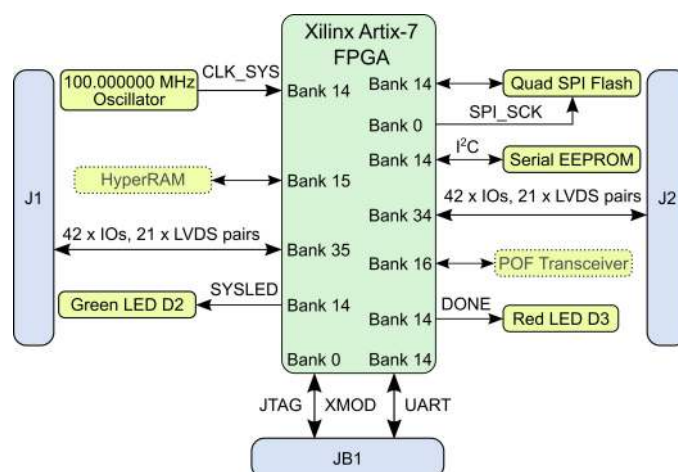 Xilinx Artix-7
FPGA
100.000000 MHz
Oscillator
CLK_SYS
Bank 14
Bank 14
Quad SPI Flash
SPI_SCK
Bank 0
I²C
Bank 14
Serial EEPROM
HyperRAM
Bank 15
J1
J2
42 x IOs, 21 x LVDS pairs
Bank 34
42 x IOs, 21 x LVDS pairs
Bank 35
Bank 16
POF Transceiver
SYSLED
Green LED D2
Bank 14
DONE
Bank 14
Red LED D3
Bank 0
Bank 14
JTAG
XMOD
UART
JB1